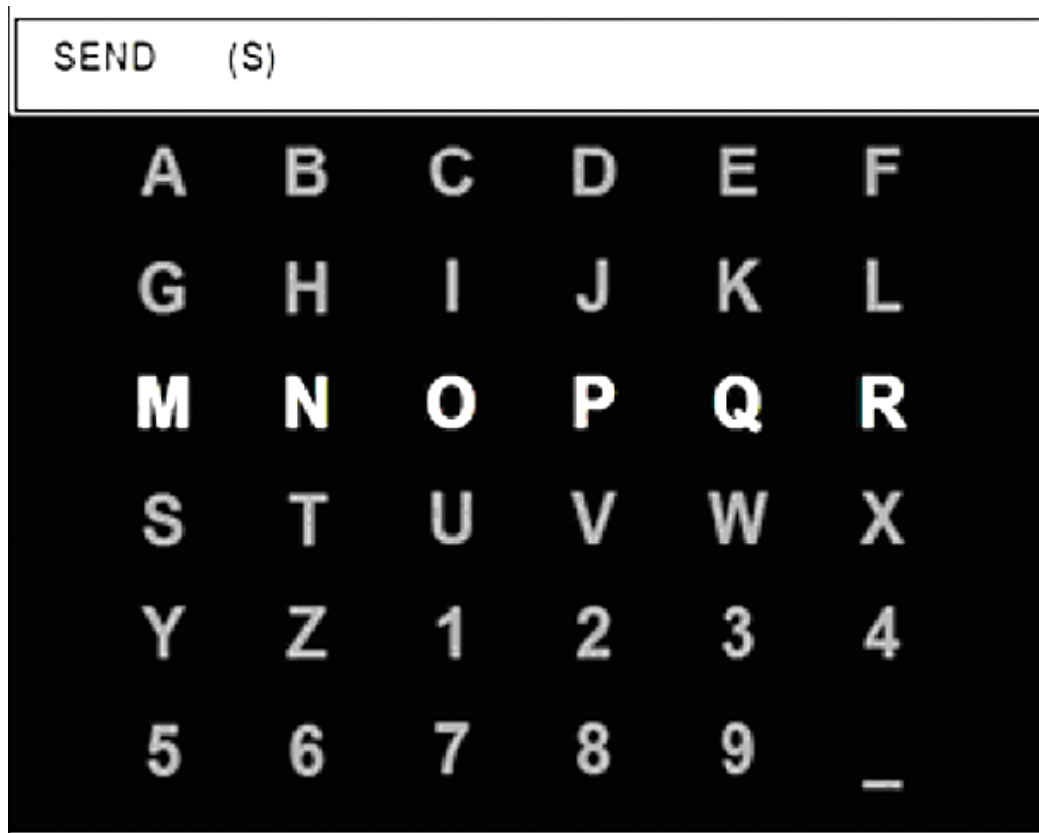 SEND (S)
A B C D E F
G H I J K L
M N O P Q R
S T U V W X
Y Z 1 2 3 4
5 6 7 8 9 _